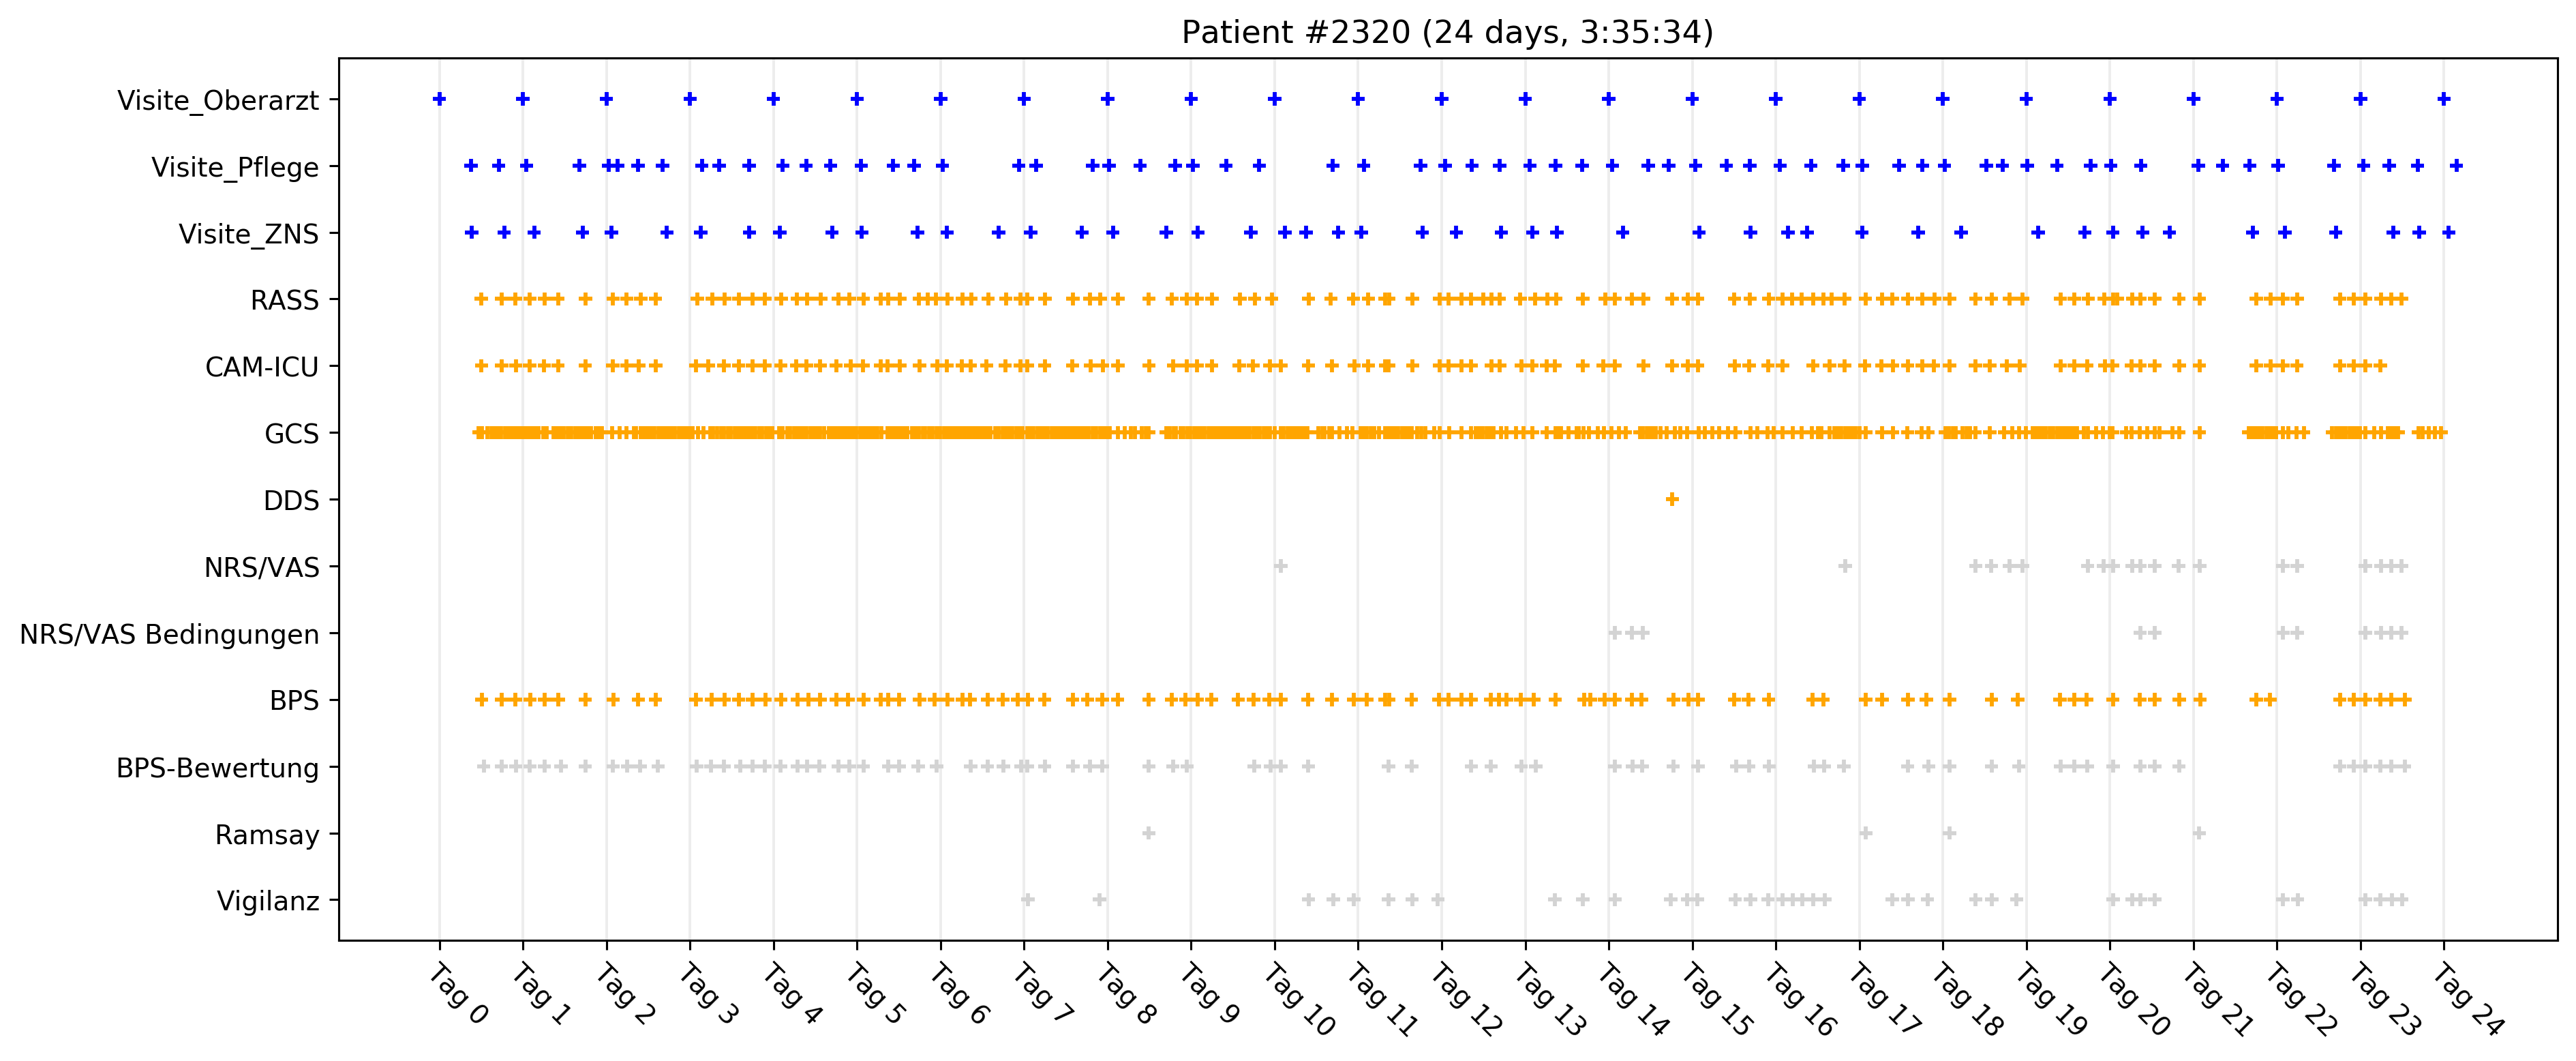 Patient #2320 (24 days, 3:35:34)
Visite_Oberarzt
Visite_Pflege
Visite_ZNS
RASS
CAM-ICU
GCS
DDS
NRS/VAS
NRS/VAS Bedingungen
BPS
BPS-Bewertung
Ramsay
Vigilanz
Tag 0
Tag 1
Tag 2
Tag 3
Tag 4
Tag 5
Tag 6
Tag 7
Tag 8
Tag 9
Tag 10
Tag 11
Tag 12
Tag 13
Tag 14
Tag 15
Tag 16
Tag 17
Tag 18
Tag 19
Tag 20
Tag 21
Tag 22
Tag 23
Tag 24